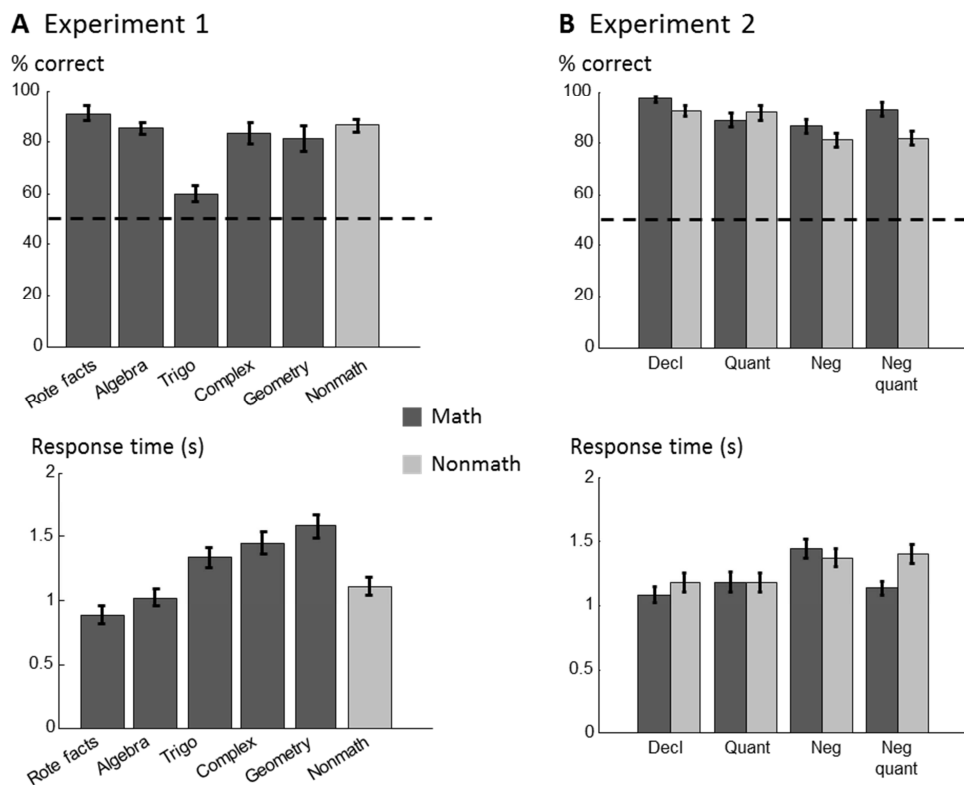 A Experiment 1
% correct
100
80
60
40
20
0
Rote facts
Algebra
Trigo
Complex
Geometry
Nonmath
Response time (s)
2
1.5
1
0.5
0
Rote facts
Algebra
Trigo
Complex
Geometry
Nonmath
Math
Nonmath
B Experiment 2
% correct
100
80
60
40
20
0
Decl
Quant
Neg
Neg
quant
Response time (s)
2
1.5
1
0.5
0
Decl
Quant
Neg
Neg
quant